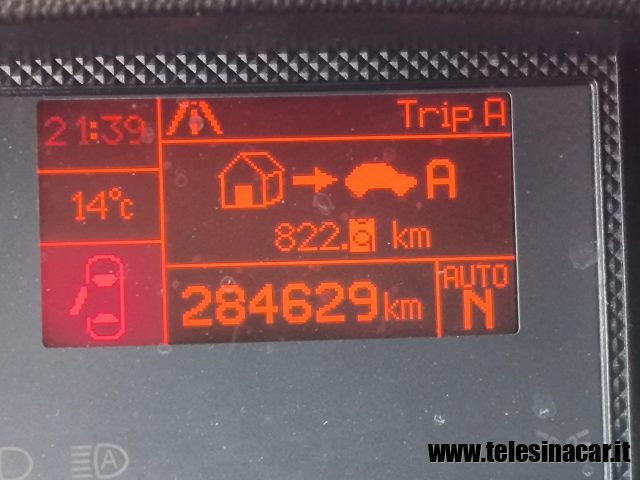 21:39
Trip A
14°c
A
822. km
284629km
AUTO
N
A
www.telesinacar.it